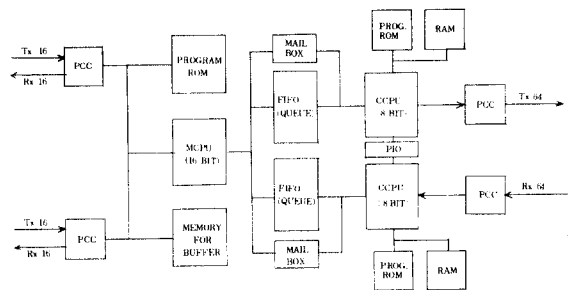 Tx 16
Rx 16
PCC
PROGRAM
ROM
MAIL
BOX
PROG.
ROM
RAM
FIFO
(QUEUE)
CCPU
(8 BIT)
PCC
Tx 64
MCPU
(16 BIT)
PIO
FIFO
(QUEUE)
CCPU
(8 BIT)
PCC
Rx 64
Tx 16
Rx 16
PCC
MEMORY
FOR
BUFFER
MAIL
BOX
PROG.
ROM
RAM